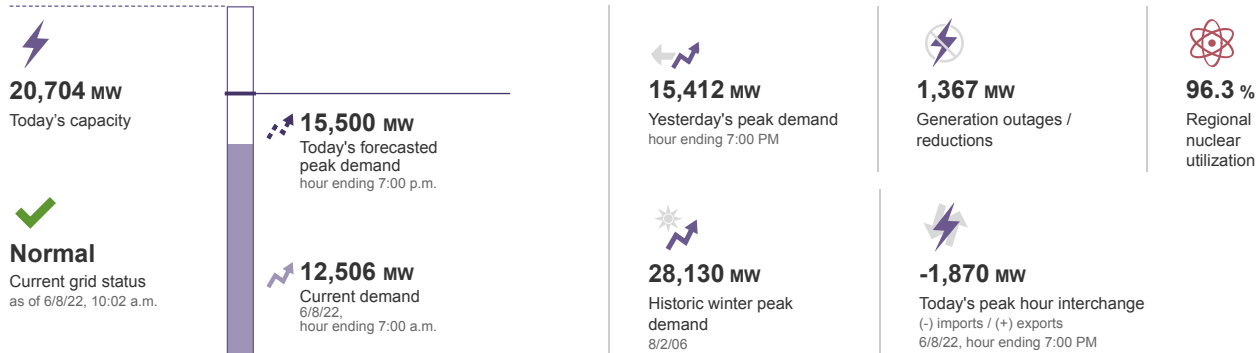 20,704 MW
Today's capacity
Normal
Current grid status
as of 6/8/22, 10:02 a.m.
15,500 MW
Today's forecasted
peak demand
hour ending 7:00 p.m.
12,506 MW
Current demand
6/8/22,
hour ending 7:00 a.m.
15,412 MW
Yesterday's peak demand
hour ending 7:00 PM
1,367 MW
Generation outages /
reductions
96.3 %
Regional
nuclear
utilization
28,130 MW
Historic winter peak
demand
8/2/06
-1,870 MW
Today's peak hour interchange
(-) imports / (+) exports
6/8/22, hour ending 7:00 PM